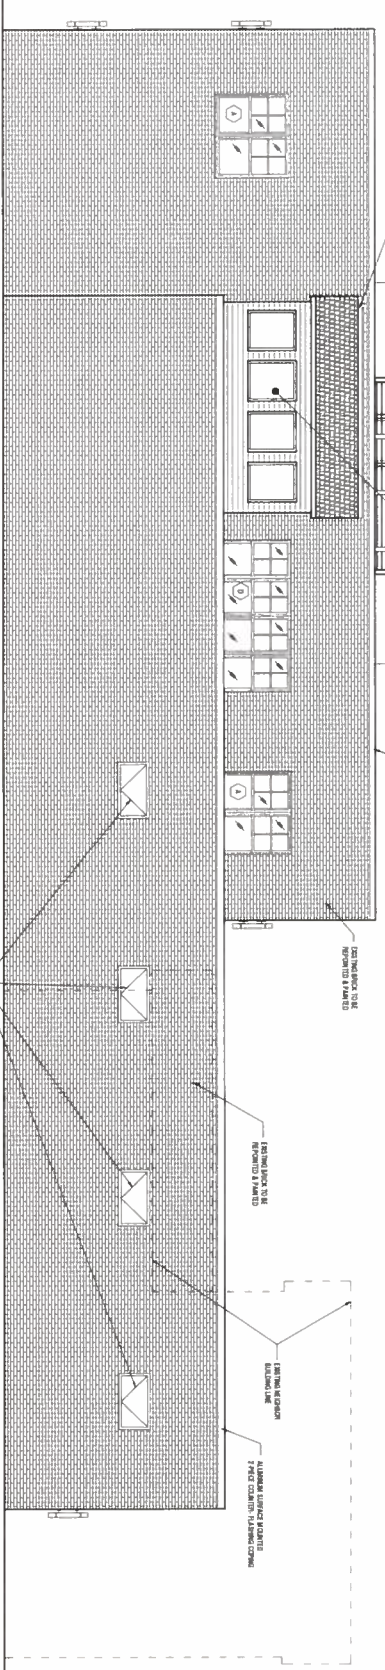 A
D
A
EXISTING BRICK TO BE
REPOINTED & PAINTED
EXISTING BRICK TO BE
REPOINTED & PAINTED
EXISTING NEIGHBOR
BUILDING LINE
ALUMINUM SURFACE MOUNTED
2-PIECE COUNTER-FLASHING COPING